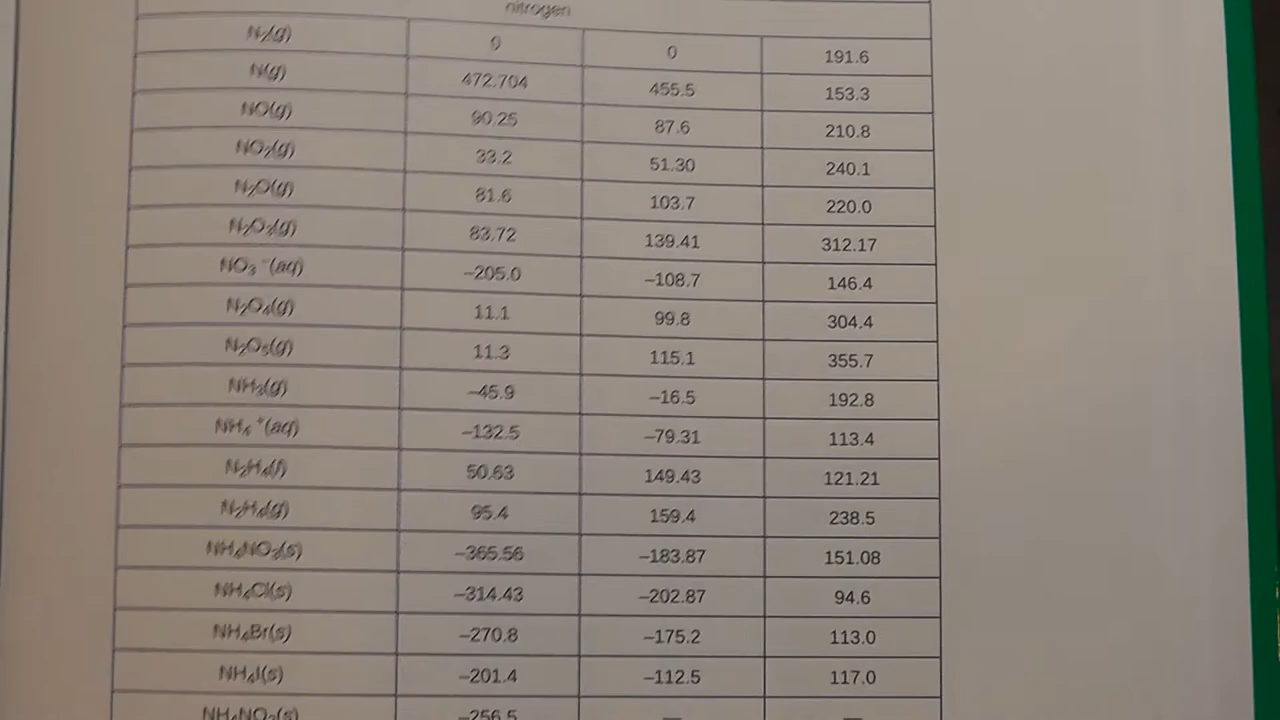 nitrogen
N₂(g) 0 0 191.6
N(g) 472.704 455.5 153.3
NO(g) 90.25 87.6 210.8
NO₂(g) 33.2 51.30 240.1
N₂O(g) 81.6 103.7 220.0
N₂O₃(g) 83.72 139.41 312.17
NO₃⁻(aq) −205.0 −108.7 146.4
N₂O₄(g) 11.1 99.8 304.4
N₂O₅(g) 11.3 115.1 355.7
NH₃(g) −45.9 −16.5 192.8
NH₄⁺(aq) −132.5 −79.31 113.4
N₂H₄(l) 50.63 149.43 121.21
N₂H₄(g) 95.4 159.4 238.5
NH₄NO₃(s) −365.56 −183.87 151.08
NH₄Cl(s) −314.43 −202.87 94.6
NH₄Br(s) −270.8 −175.2 113.0
NH₄I(s) −201.4 −112.5 117.0
NH₄NO₂(s) −256.5 — —